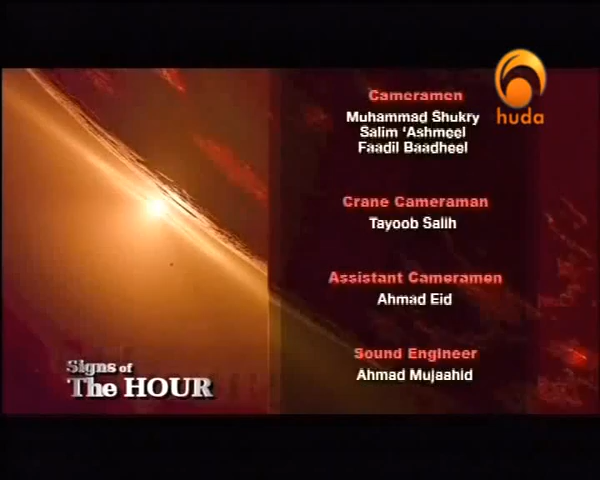 huda
Cameramen
Muhammad Shukry
Salim 'Ashmeel
Faadil Baadheel
Crane Cameraman
Tayoob Salih
Assistant Cameramen
Ahmad Eid
Sound Engineer
Ahmad Mujaahid
Signs of
The HOUR